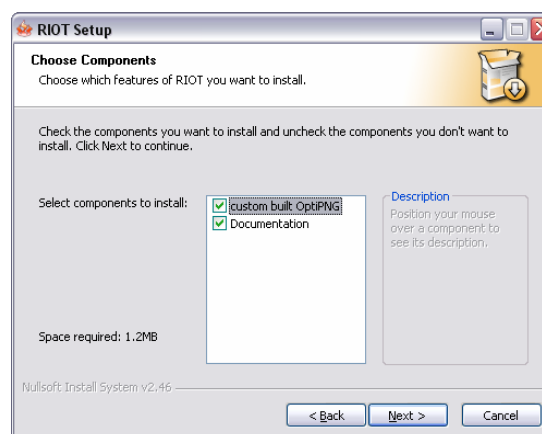 RIOT Setup
Choose Components
Choose which features of RIOT you want to install.
Check the components you want to install and uncheck the components you don't want to
install. Click Next to continue.
Select components to install:
custom built OptiPNG
Documentation
Description
Position your mouse
over a component to
see its description.
Space required: 1.2MB
Nullsoft Install System v2.46
< Back
Next >
Cancel